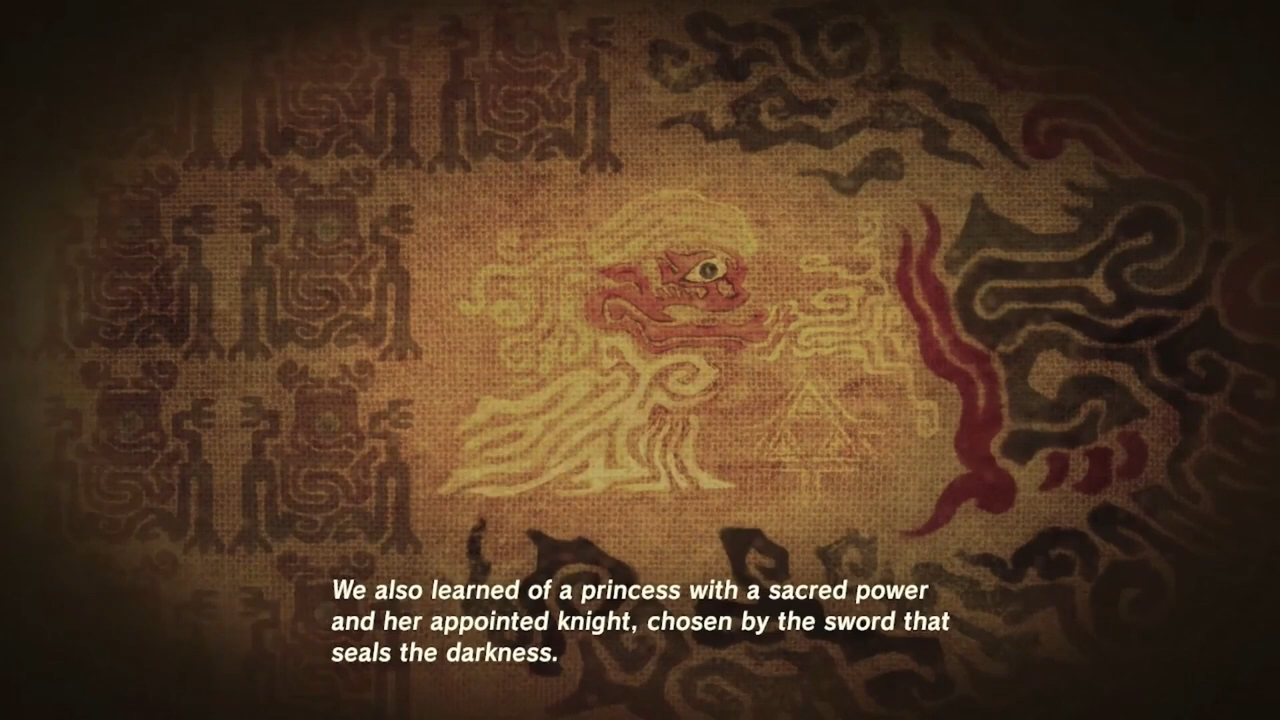 We also learned of a princess with a sacred power
and her appointed knight, chosen by the sword that
seals the darkness.